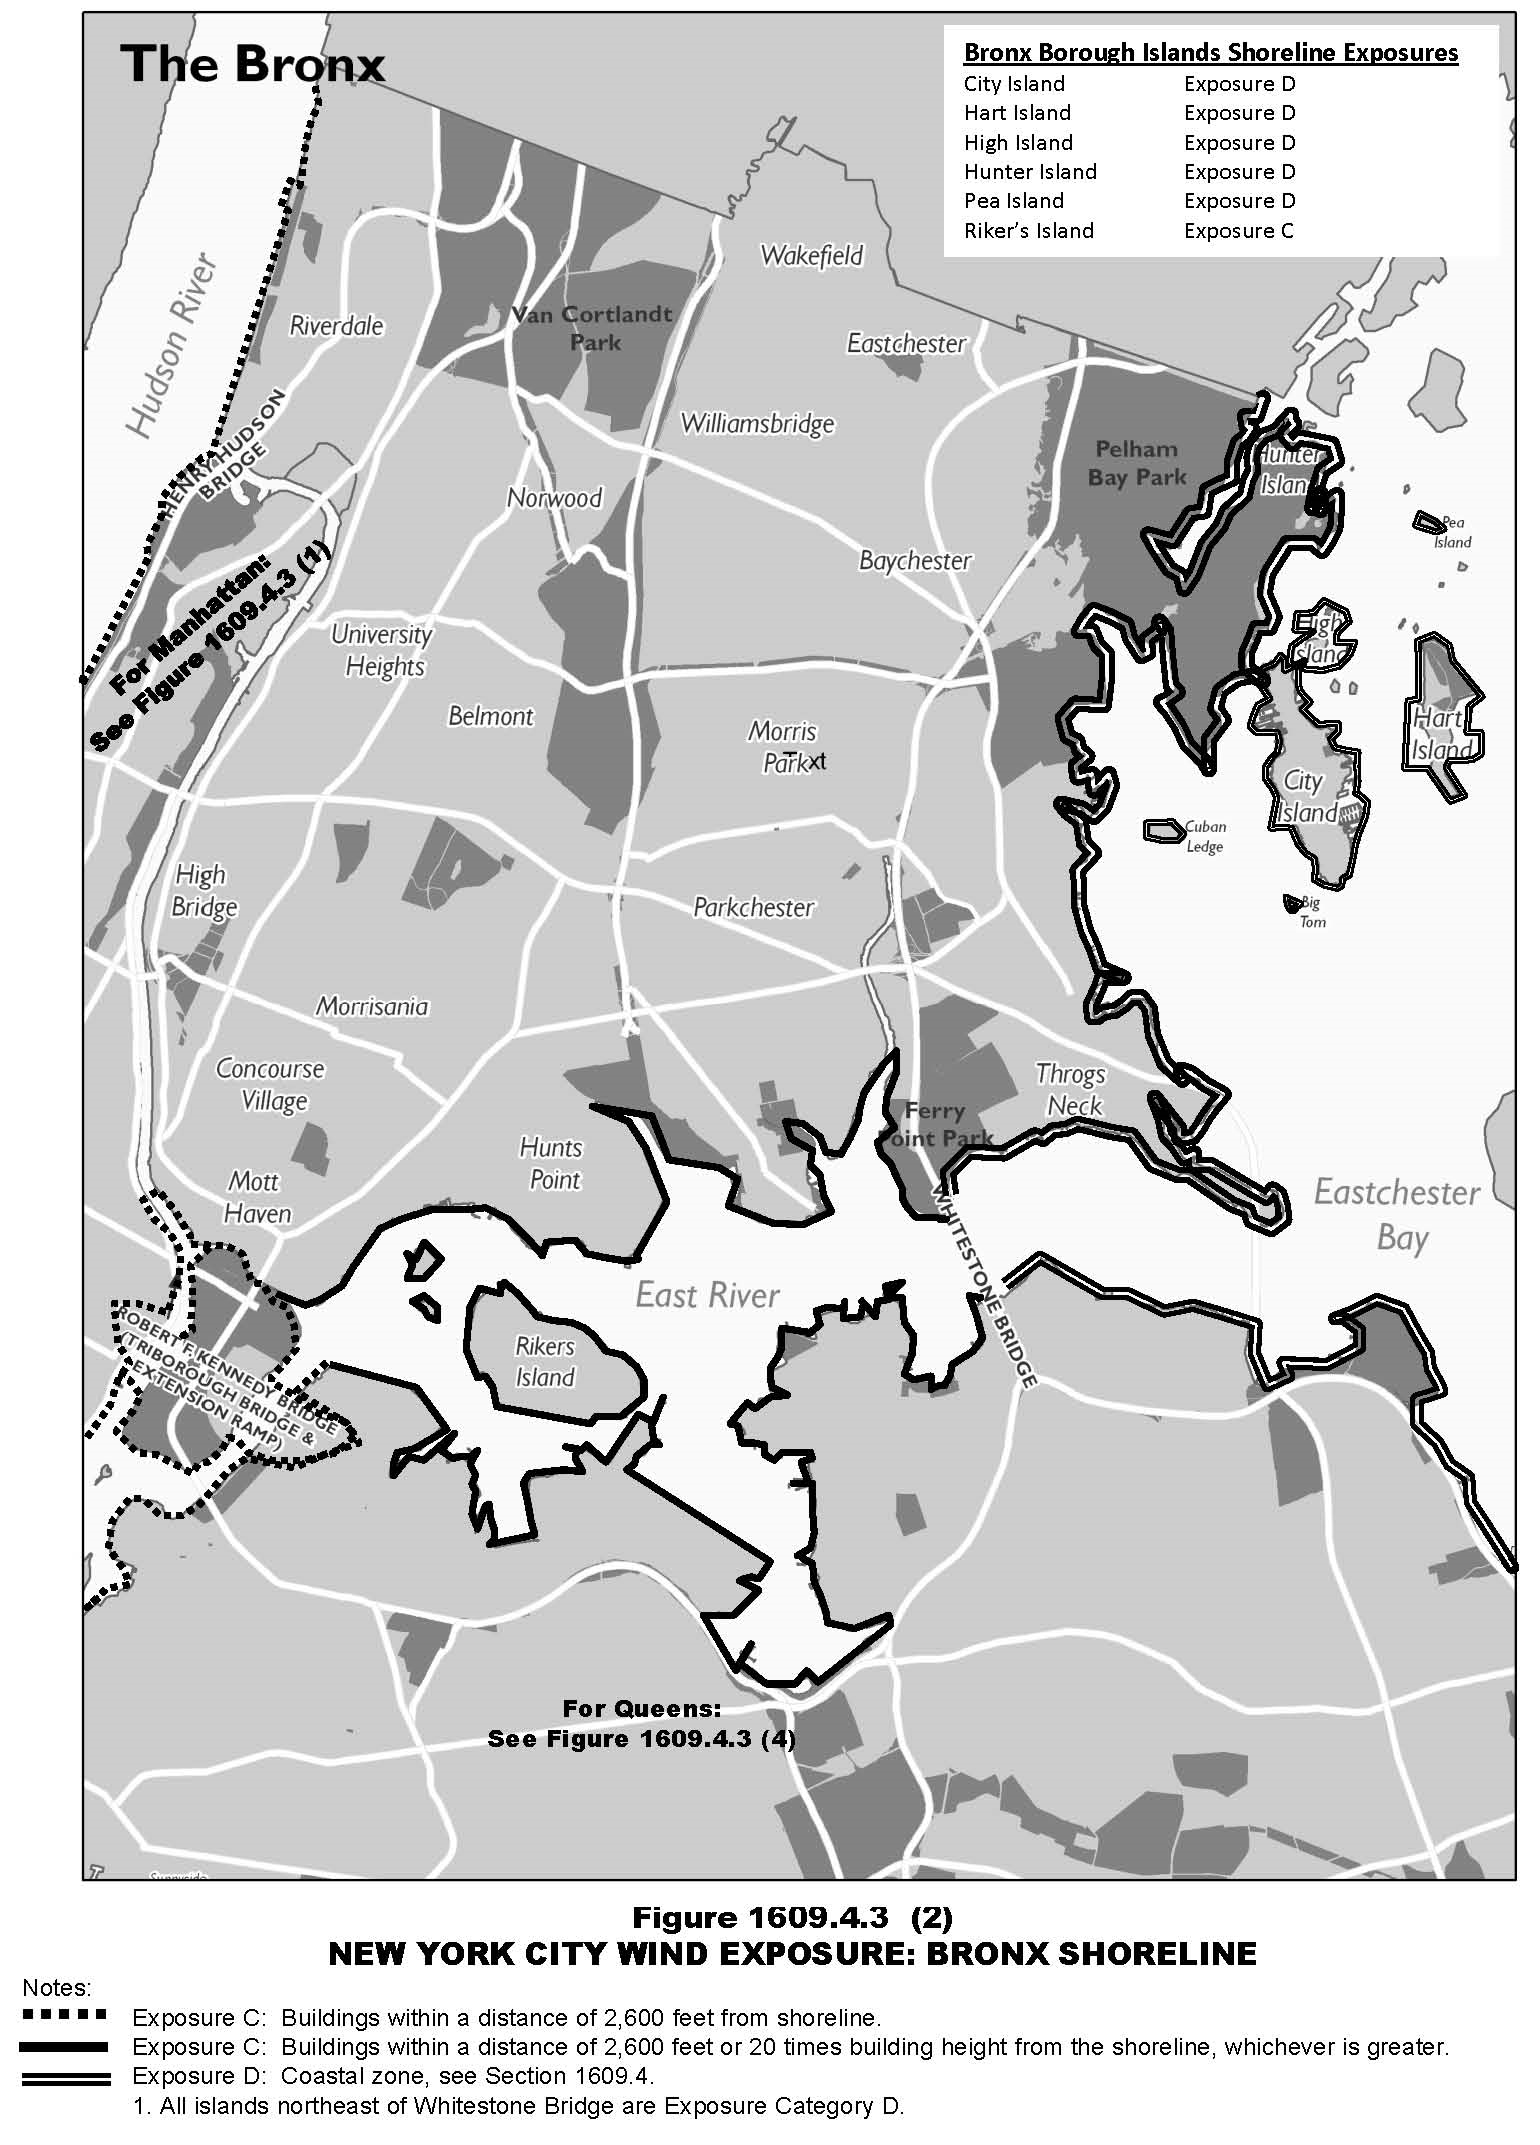 The Bronx
Bronx Borough Islands Shoreline Exposures
City Island Exposure D
Hart Island Exposure D
High Island Exposure D
Hunter Island Exposure D
Pea Island Exposure D
Riker's Island Exposure C
Wakefield
Hudson River
Riverdale
Van Cortlandt
Park
Eastchester
HENRY HUDSON
BRIDGE
Williamsbridge
Pelham
Bay Park
Hunter
Island
Norwood
Pea
Island
Baychester
For Manhattan:
See Figure 1609.4.3 (1)
University
Heights
High
Island
Belmont
Morris
Park
xt
Hart
Island
City
Island
Cuban
Ledge
High
Bridge
Parkchester
Big
Tom
Morrisania
Concourse
Village
Throgs
Neck
Ferry
Point Park
Hunts
Point
Mott
Haven
Eastchester
Bay
WHITESTONE BRIDGE
East River
ROBERT F. KENNEDY BRIDGE
(TRIBOROUGH BRIDGE &
EXTENSION RAMP)
Rikers
Island
For Queens:
See Figure 1609.4.3 (4)
Figure 1609.4.3 (2)
NEW YORK CITY WIND EXPOSURE: BRONX SHORELINE
Notes:
Exposure C: Buildings within a distance of 2,600 feet from shoreline.
Exposure C: Buildings within a distance of 2,600 feet or 20 times building height from the shoreline, whichever is greater.
Exposure D: Coastal zone, see Section 1609.4.
1. All islands northeast of Whitestone Bridge are Exposure Category D.